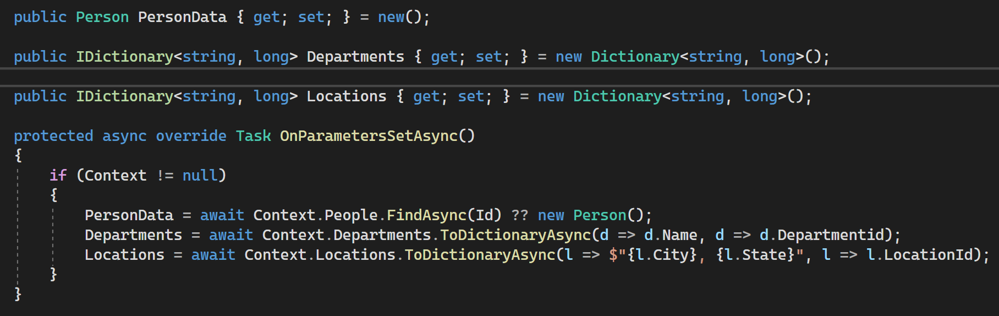 public Person PersonData { get; set; } = new();
public IDictionary<string, long> Departments { get; set; } = new Dictionary<string, long>();
public IDictionary<string, long> Locations { get; set; } = new Dictionary<string, long>();
protected async override Task OnParametersSetAsync()
{
if (Context != null)
{
PersonData = await Context.People.FindAsync(Id) ?? new Person();
Departments = await Context.Departments.ToDictionaryAsync(d => d.Name, d => d.Departmentid);
Locations = await Context.Locations.ToDictionaryAsync(l => $"{l.City}, {l.State}", l => l.LocationId);
}
}